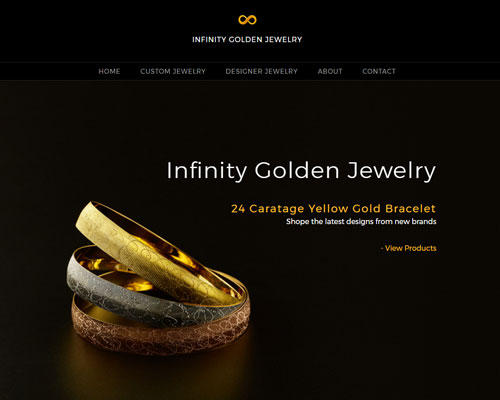 INFINITY GOLDEN JEWELRY
HOME CUSTOM JEWELRY DESIGNER JEWELRY ABOUT CONTACT
Infinity Golden Jewelry
24 Caratage Yellow Gold Bracelet
Shope the latest designs from new brands
- View Products